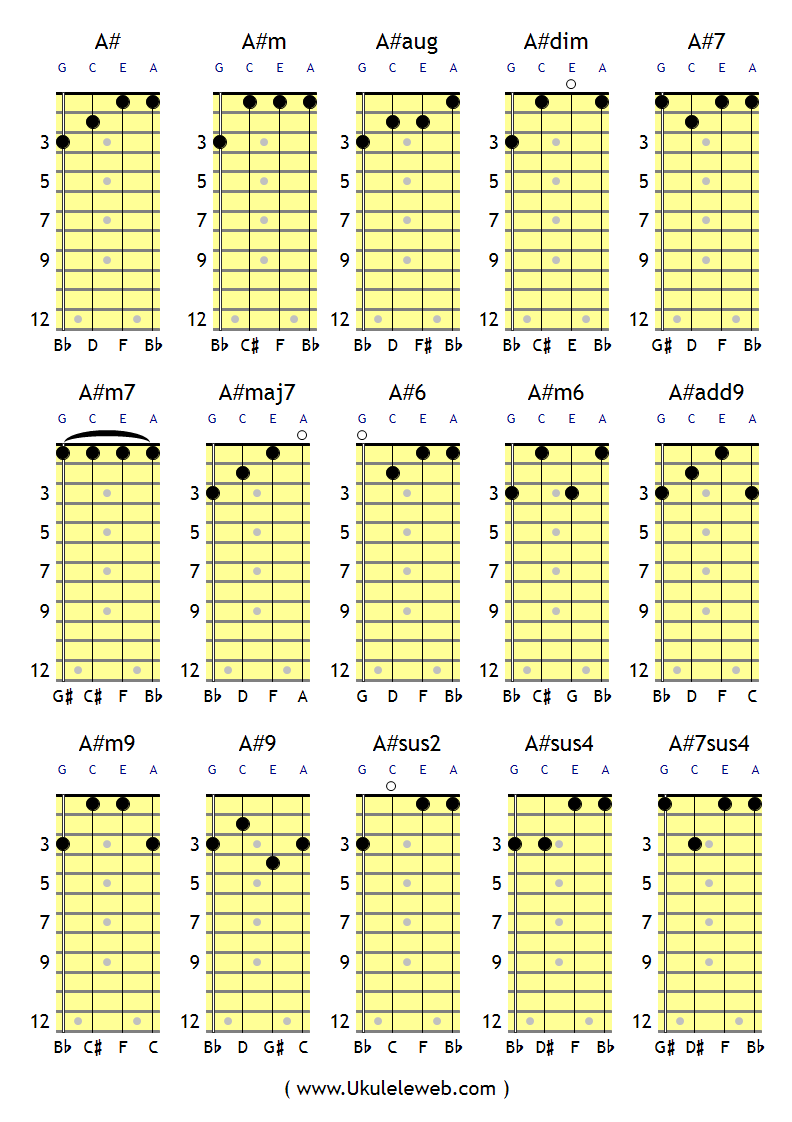 A# A#m A#aug A#dim A#7
G C E A G C E A G C E A G C E A G C E A
3 3 3 3 3
5 5 5 5 5
7 7 7 7 7
9 9 9 9 9
12 12 12 12 12
B♭ D F B♭ B♭ C♯ F B♭ B♭ D F♯ B♭ B♭ C♯ E B♭ G♯ D F B♭
A#m7 A#maj7 A#6 A#m6 A#add9
G C E A G C E A G C E A G C E A G C E A
3 3 3 3 3
5 5 5 5 5
7 7 7 7 7
9 9 9 9 9
12 12 12 12 12
G♯ C♯ F B♭ B♭ D F A G D F B♭ B♭ C♯ G B♭ B♭ D F C
A#m9 A#9 A#sus2 A#sus4 A#7sus4
G C E A G C E A G C E A G C E A G C E A
3 3 3 3 3
5 5 5 5 5
7 7 7 7 7
9 9 9 9 9
12 12 12 12 12
B♭ C♯ F C B♭ D G♯ C B♭ C F B♭ B♭ D♯ F B♭ G♯ D♯ F B♭
( www.Ukuleleweb.com )